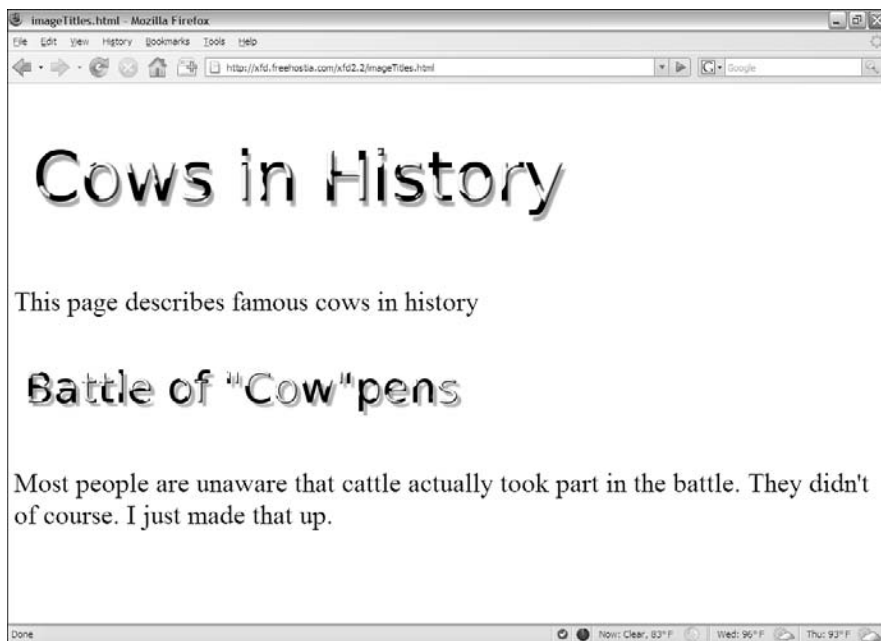 imageTitles.html - Mozilla Firefox
File Edit View History Bookmarks Tools Help
http://xfd.freehostia.com/xfd2.2/imageTitles.html
Google
Cows in History
This page describes famous cows in history
Battle of "Cow"pens
Most people are unaware that cattle actually took part in the battle. They didn't
of course. I just made that up.
Done
Now: Clear, 83° F
Wed: 96° F
Thu: 93° F